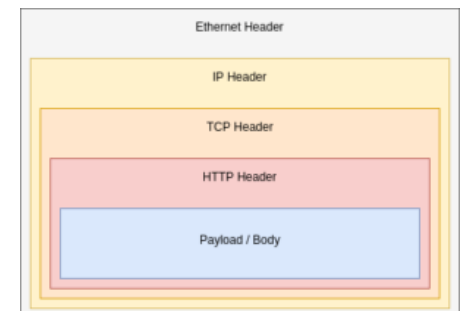 Ethernet Header
IP Header
TCP Header
HTTP Header
Payload / Body